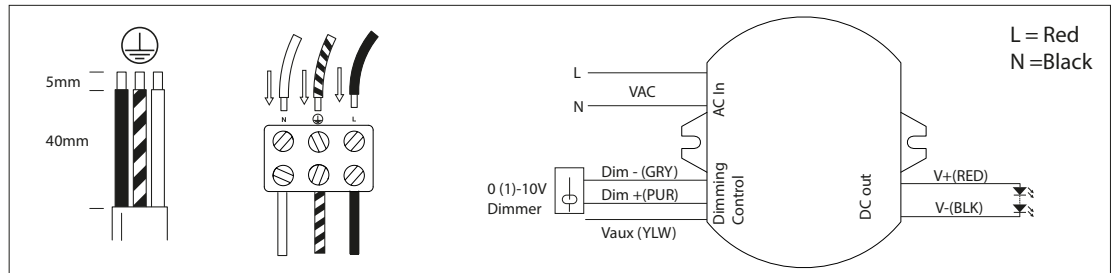 5mm
40mm
N
L
L
N
VAC
AC In
0 (1)-10V
Dimmer
Dim - (GRY)
Dim +(PUR)
Vaux (YLW)
Dimming
Control
DC out
V+(RED)
V-(BLK)
L = Red
N =Black